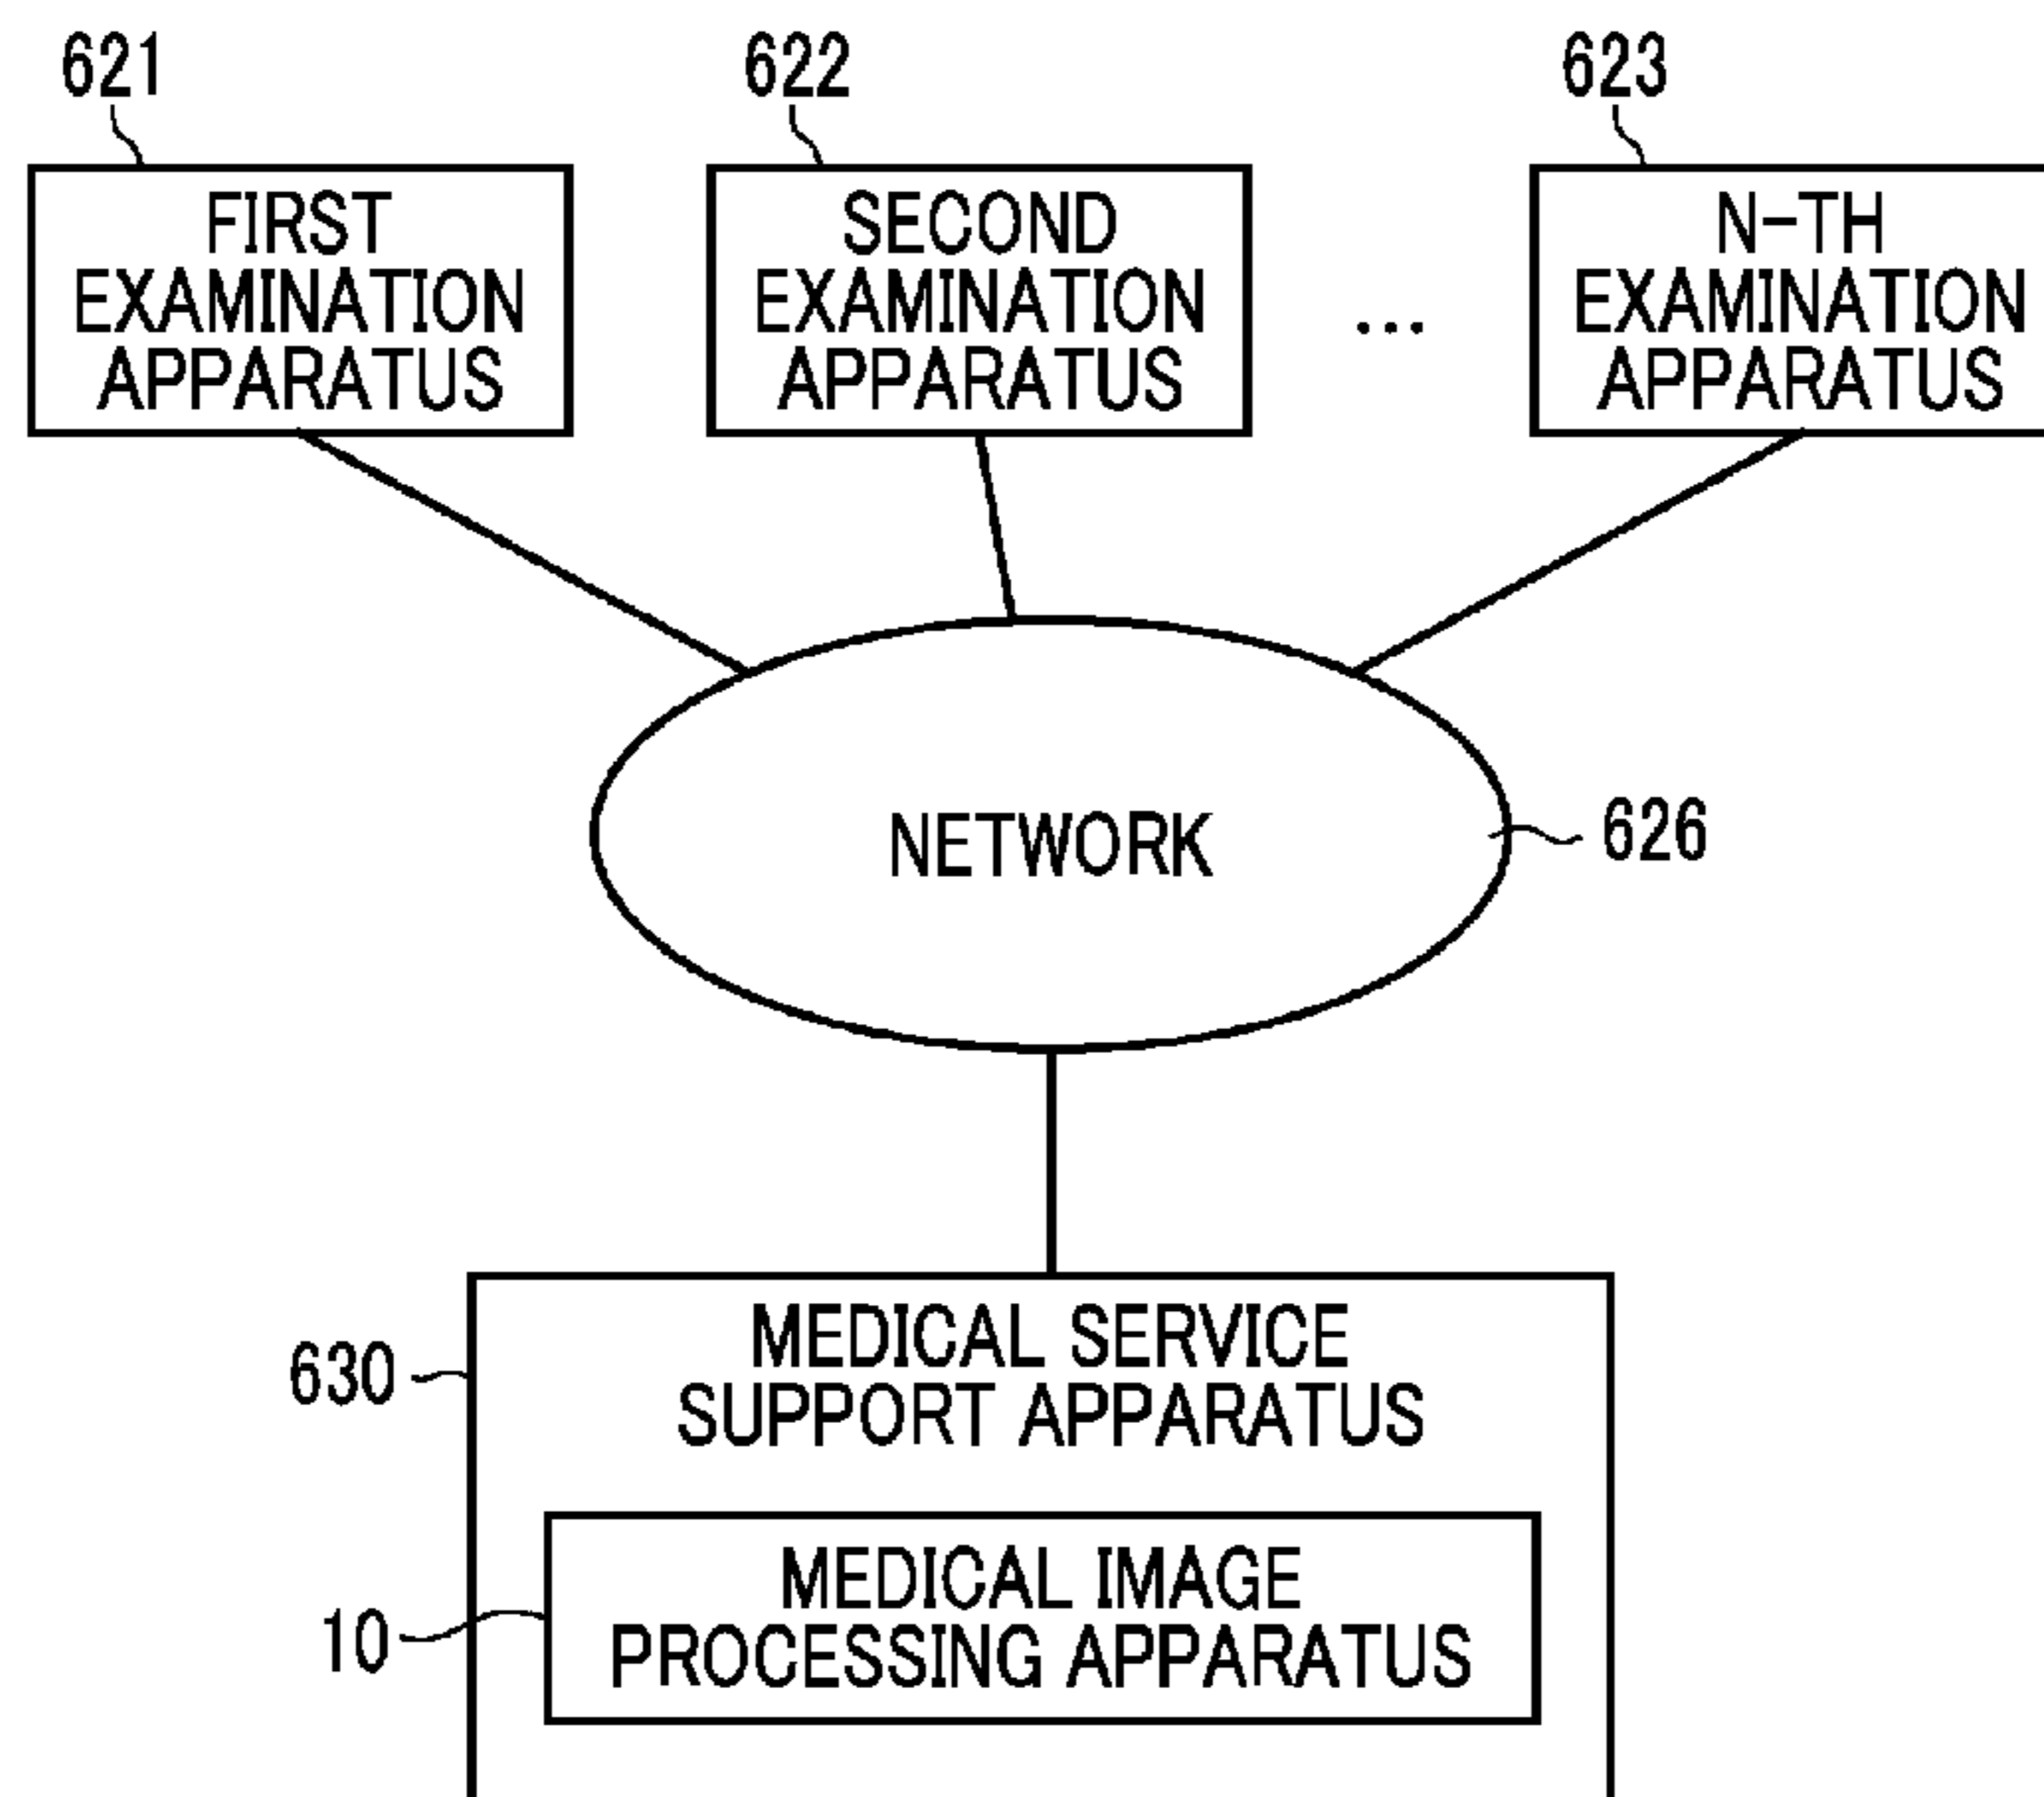 621
622
623
FIRST
EXAMINATION
APPARATUS
SECOND
EXAMINATION
APPARATUS
...
N-TH
EXAMINATION
APPARATUS
NETWORK
626
630
MEDICAL SERVICE
SUPPORT APPARATUS
10
MEDICAL IMAGE
PROCESSING APPARATUS